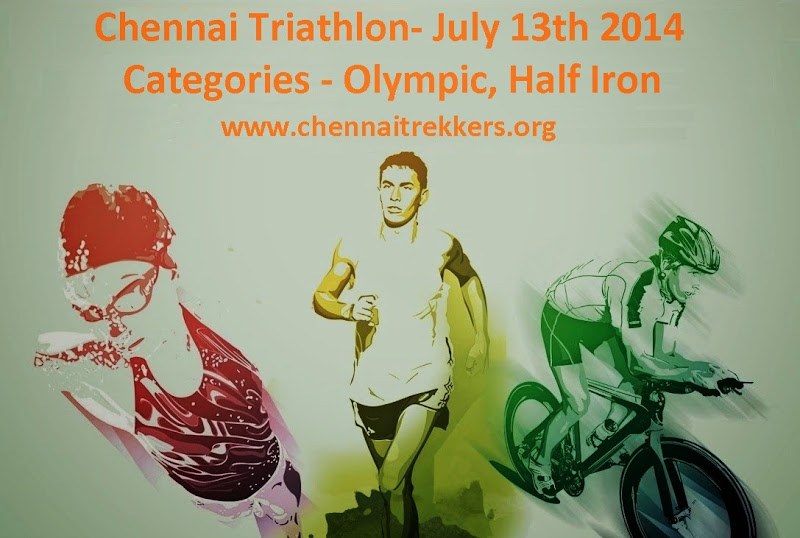 Chennai Triathlon- July 13th 2014
Categories - Olympic, Half Iron
www.chennaitrekkers.org